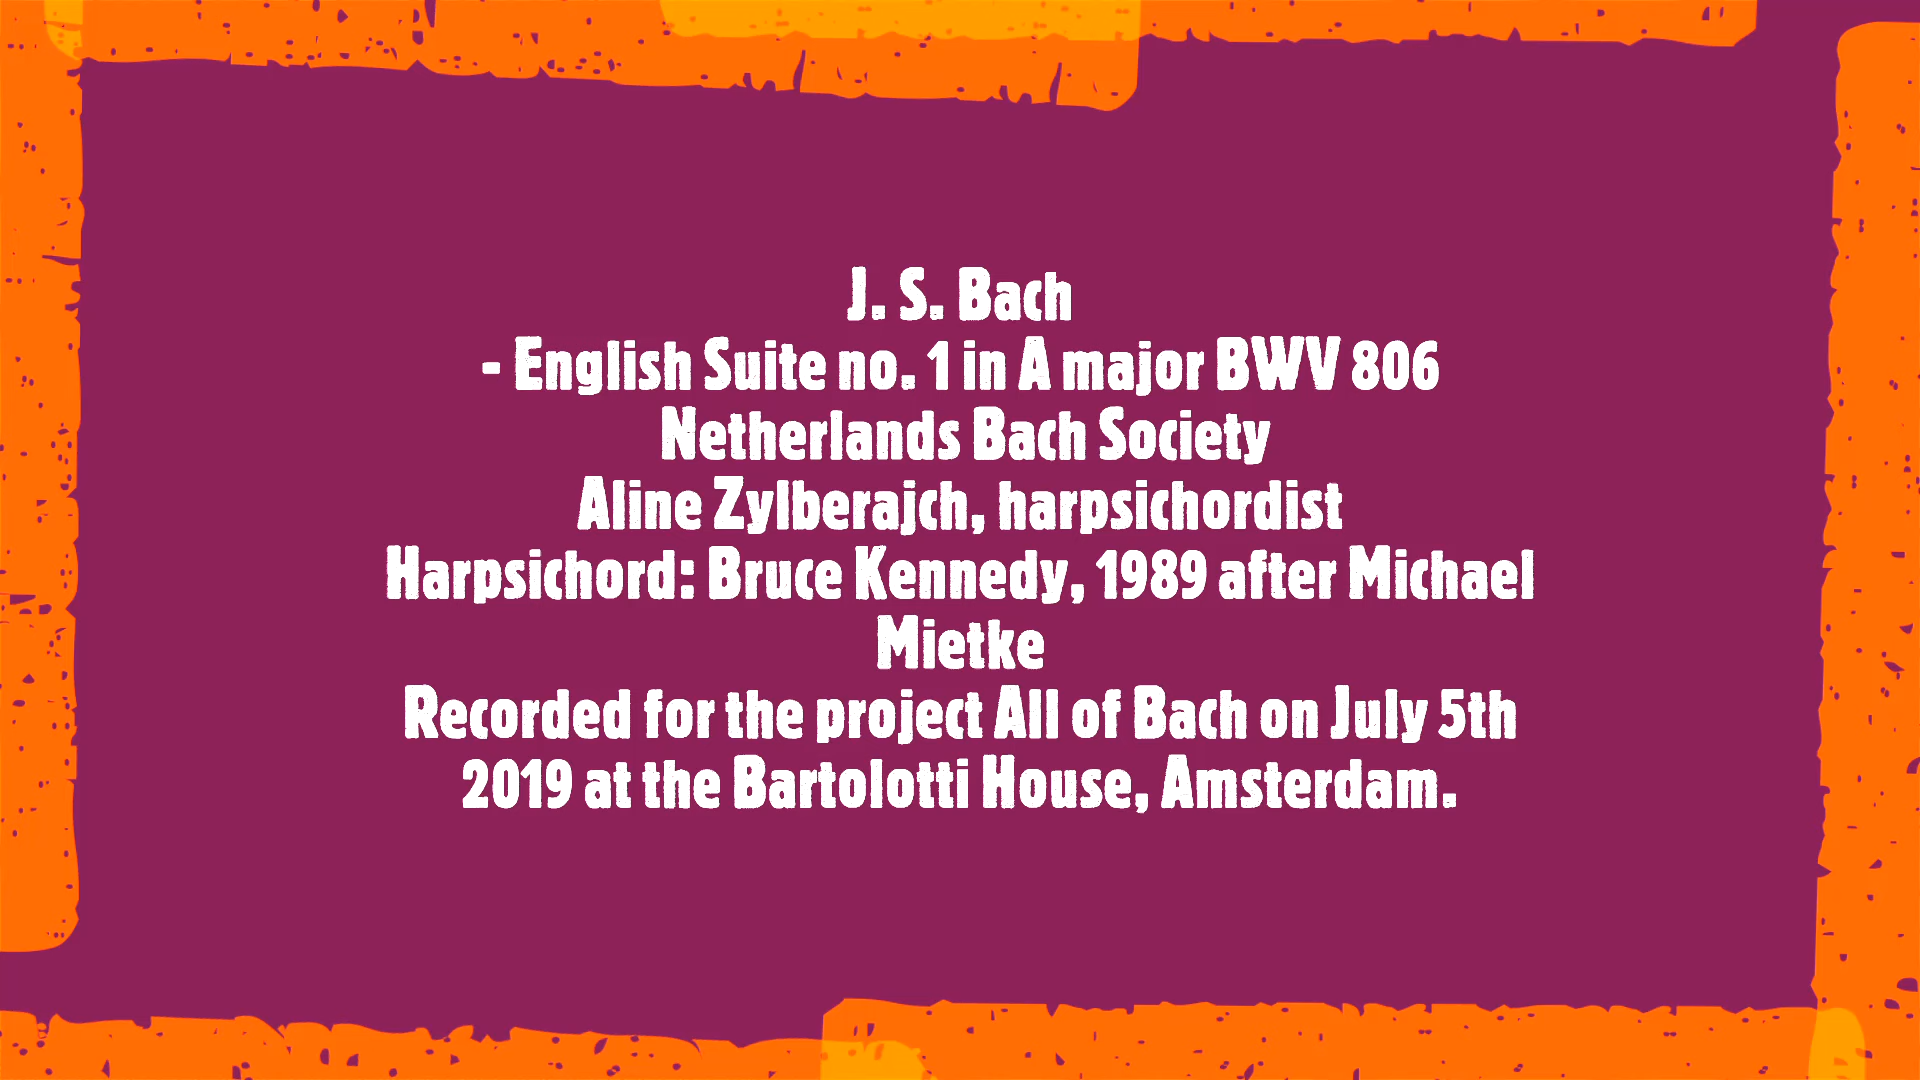 J. S. Bach
- English Suite no. 1 in A major BWV 806
Netherlands Bach Society
Aline Zylberajch, harpsichordist
Harpsichord: Bruce Kennedy, 1989 after Michael
Mietke
Recorded for the project All of Bach on July 5th
2019 at the Bartolotti House, Amsterdam.